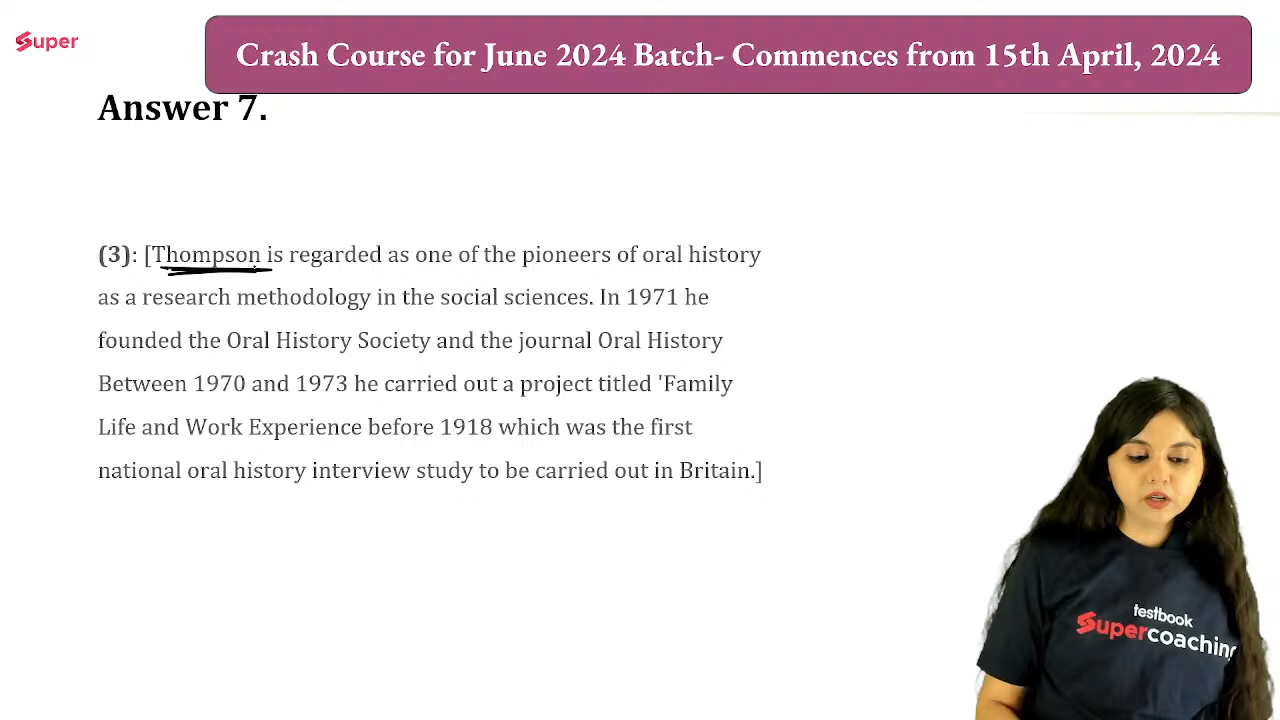 Super
Crash Course for June 2024 Batch- Commences from 15th April, 2024
Answer 7.
(3): [Thompson is regarded as one of the pioneers of oral history
as a research methodology in the social sciences. In 1971 he
founded the Oral History Society and the journal Oral History
Between 1970 and 1973 he carried out a project titled 'Family
Life and Work Experience before 1918 which was the first
national oral history interview study to be carried out in Britain.]
testbook
Supercoaching